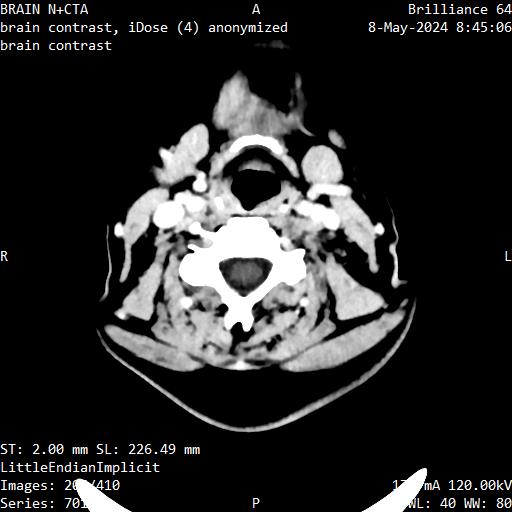 BRAIN N+CTA
A
Brilliance 64
brain contrast, iDose (4) anonymized
8-May-2024 8:45:06
brain contrast
R
L
ST: 2.00 mm SL: 226.49 mm
LittleEndianImplicit
Images: /410
mA 120.00kV
Series:
P
WL: 40 WW: 80